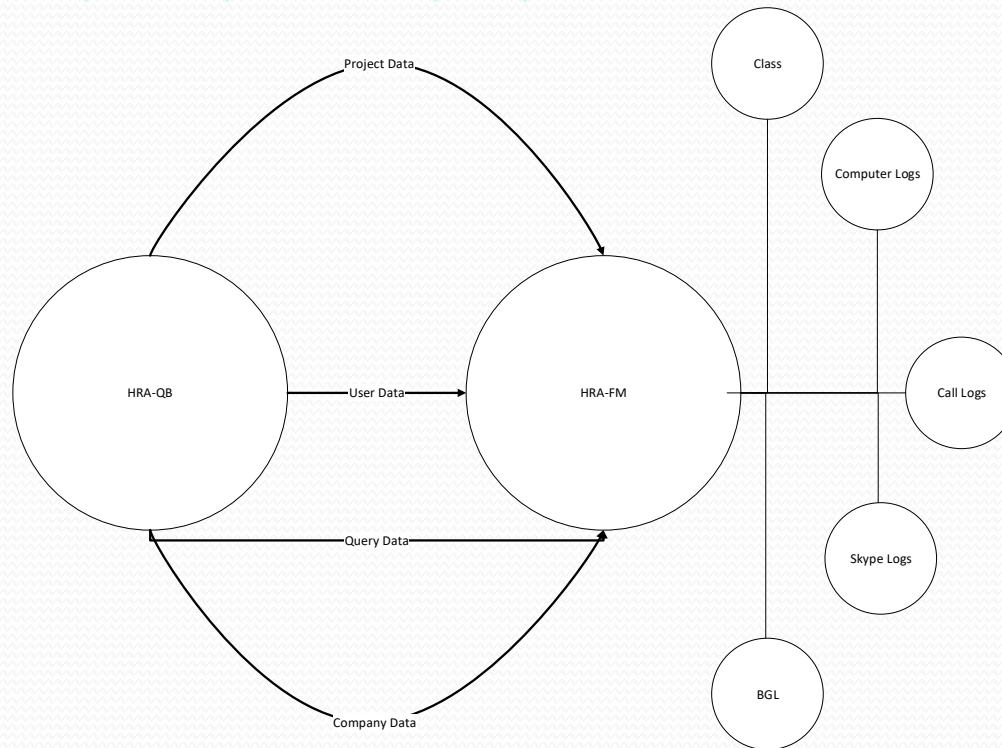 Project Data
Class
Computer Logs
HRA-QB
User Data
HRA-FM
Call Logs
Query Data
Skype Logs
BGL
Company Data